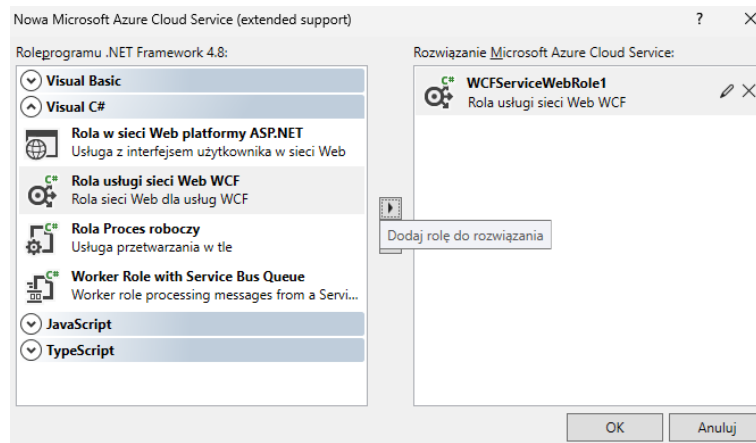 Nowa Microsoft Azure Cloud Service (extended support)
?
Roleprogramu .NET Framework 4.8:
Visual Basic
Visual C#
C#
Rola w sieci Web platformy ASP.NET
Usługa z interfejsem użytkownika w sieci Web
C#
Rola usługi sieci Web WCF
Rola sieci Web dla usług WCF
C#
Rola Proces roboczy
Usługa przetwarzania w tle
C#
Worker Role with Service Bus Queue
Worker role processing messages from a Servi...
JavaScript
TypeScript
Dodaj rolę do rozwiązania
Rozwiązanie Microsoft Azure Cloud Service:
C#
WCFServiceWebRole1
Rola usługi sieci Web WCF
OK
Anuluj